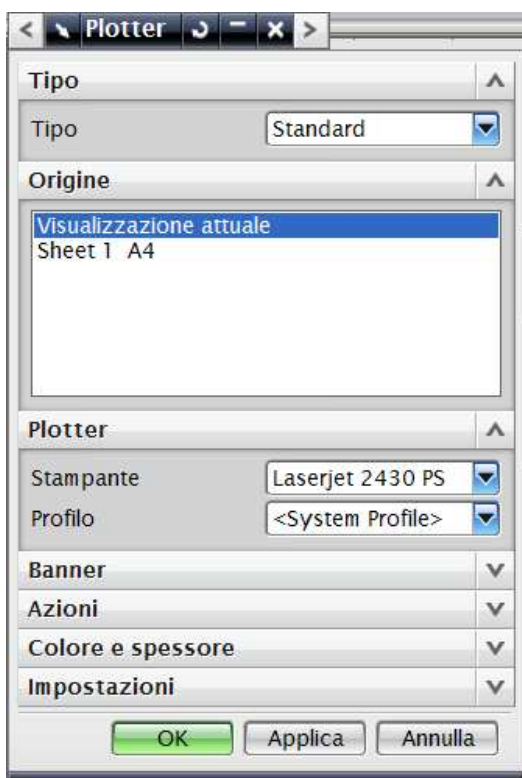 Plotter
Tipo
Tipo Standard
Origine
Visualizzazione attuale
Sheet 1 A4
Plotter
Stampante Laserjet 2430 PS
Profilo <System Profile>
Banner
Azioni
Colore e spessore
Impostazioni
OK Applica Annulla